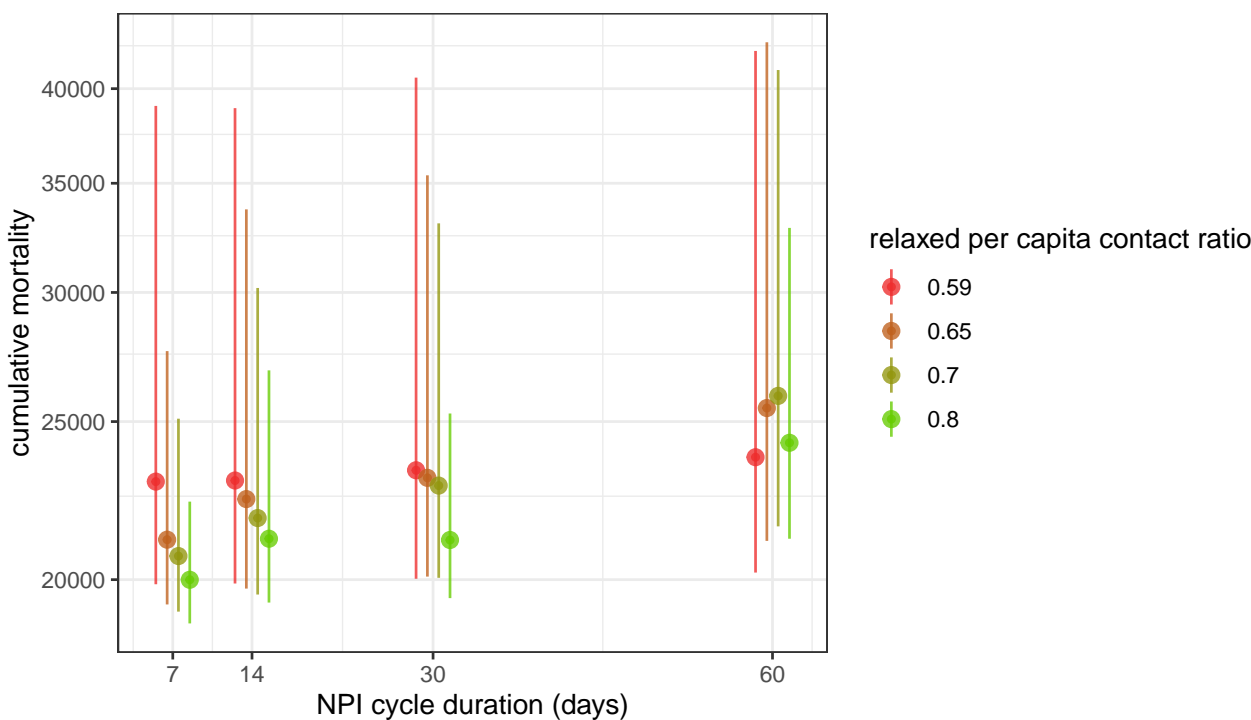 40000
35000
30000
25000
20000
cumulative mortality
7 14 30 60
NPI cycle duration (days)
relaxed per capita contact ratio
0.59
0.65
0.7
0.8